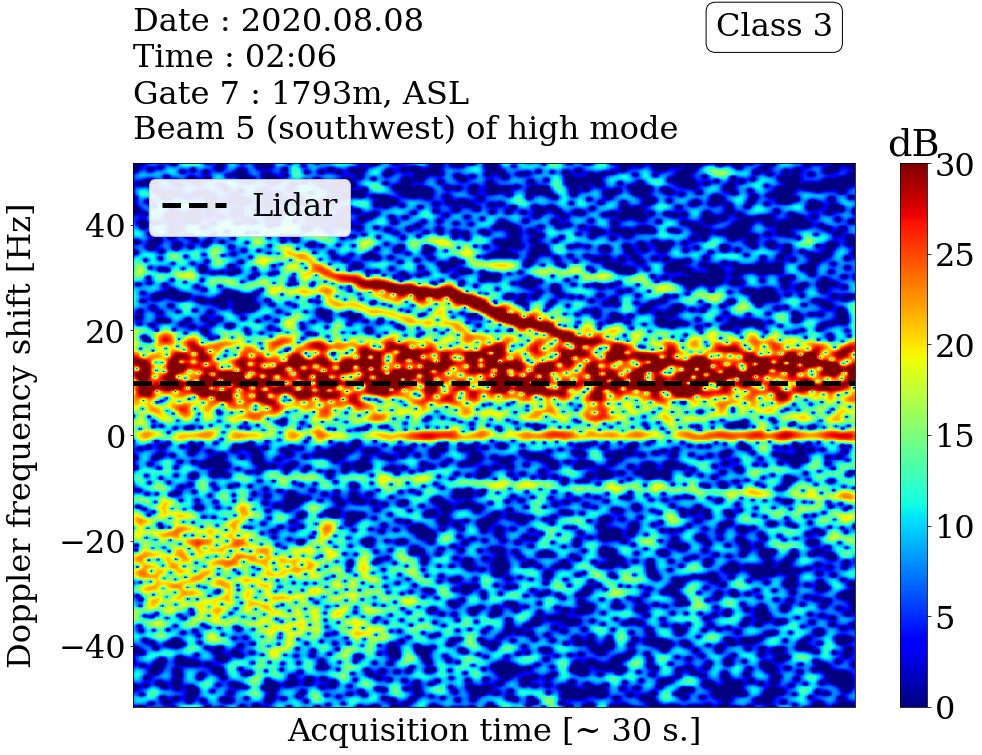 Date : 2020.08.08
Time : 02:06
Gate 7 : 1793m, ASL
Beam 5 (southwest) of high mode
Class 3
dB
Lidar
Doppler frequency shift [Hz]
40
20
0
−20
−40
Acquisition time [~ 30 s.]
30
25
20
15
10
5
0